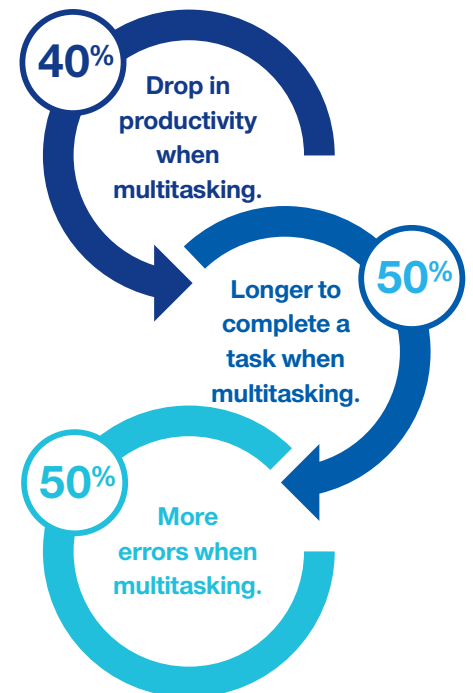 40%
Drop in
productivity
when
multitasking.
50%
Longer to
complete a
task when
multitasking.
50%
More
errors when
multitasking.